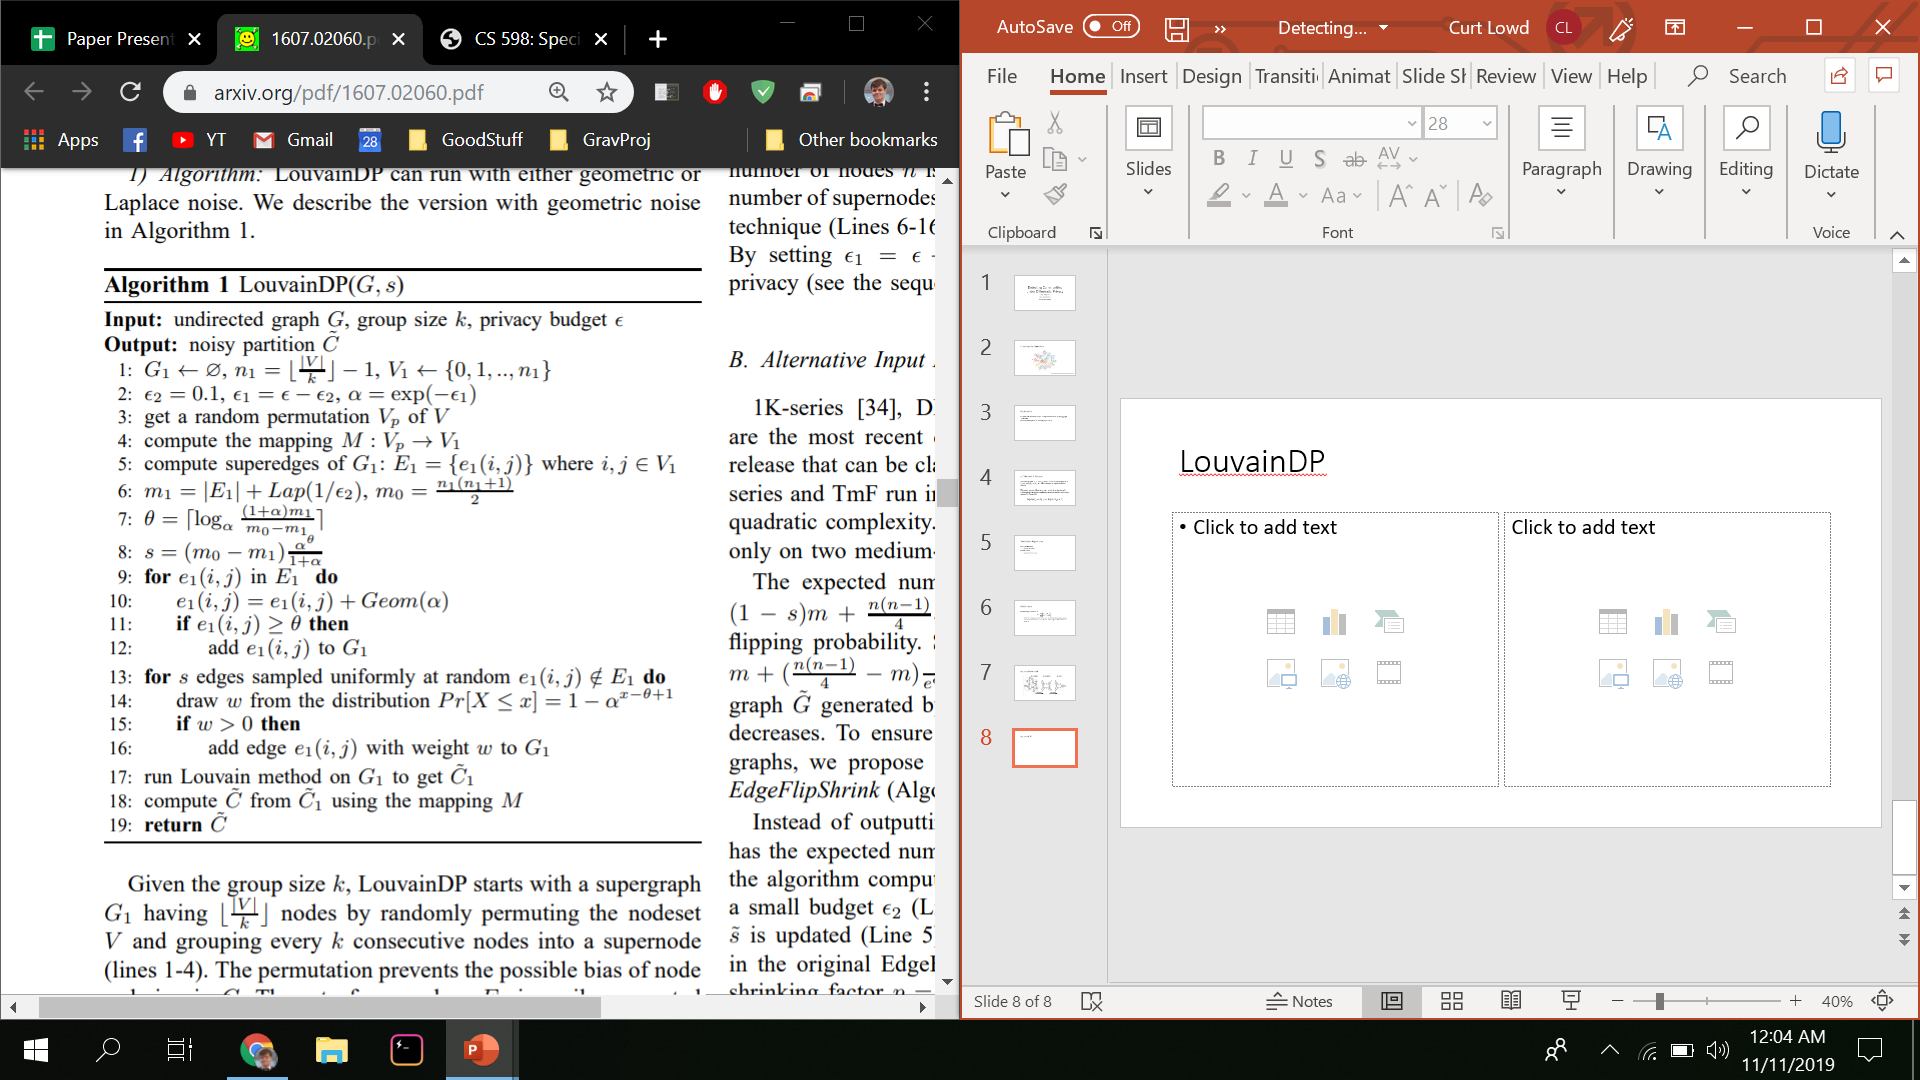 Paper Present
1607.02060.p
CS 598: Speci
arxiv.org/pdf/1607.02060.pdf
Apps
YT
Gmail
28
GoodStuff
GravProj
Other bookmarks
1) Algorithm: LouvainDP can run with either geometric or
Laplace noise. We describe the version with geometric noise
in Algorithm 1.
Algorithm 1 LouvainDP(G, s)
Input: undirected graph G, group size k, privacy budget ϵ
Output: noisy partition C̃
1: G₁ ← ∅, n₁ = ⌊|V|/k⌋ − 1, V₁ ← {0, 1, .., n₁}
2: ϵ₂ = 0.1, ϵ₁ = ϵ − ϵ₂, α = exp(−ϵ₁)
3: get a random permutation Vₚ of V
4: compute the mapping M : Vₚ → V₁
5: compute superedges of G₁: E₁ = {e₁(i, j)} where i, j ∈ V₁
6: m₁ = |E₁| + Lap(1/ϵ₂), m₀ = n₁(n₁+1)/2
7: θ = ⌈log_α (1+α)m₁/(m₀−m₁)⌉
8: s = (m₀ − m₁) α^θ/(1+α)
9: for e₁(i, j) in E₁ do
10: e₁(i, j) = e₁(i, j) + Geom(α)
11: if e₁(i, j) ≥ θ then
12: add e₁(i, j) to G₁
13: for s edges sampled uniformly at random e₁(i, j) ∉ E₁ do
14: draw w from the distribution Pr[X ≤ x] = 1 − α^(x−θ+1)
15: if w > 0 then
16: add edge e₁(i, j) with weight w to G₁
17: run Louvain method on G₁ to get C̃₁
18: compute C̃ from C̃₁ using the mapping M
19: return C̃
Given the group size k, LouvainDP starts with a supergraph
G₁ having ⌊|V|/k⌋ nodes by randomly permuting the nodeset
V and grouping every k consecutive nodes into a supernode
(lines 1-4). The permutation prevents the possible bias of node
number of nodes n is
number of supernodes
technique (Lines 6-16
By setting ϵ₁ = ϵ −
privacy (see the sequ
B. Alternative Input
1K-series [34], D
are the most recent
release that can be cla
series and TmF run in
quadratic complexity.
only on two medium-
The expected num
(1 − s)m + n(n−1)/4
flipping probability.
m + (n(n−1)/4 − m)
graph G̃ generated b
decreases. To ensure
graphs, we propose
EdgeFlipShrink (Algo
Instead of outputti
has the expected num
the algorithm comput
a small budget ϵ₂ (L
s̃ is updated (Line 5
in the original EdgeF
shrinking factor n =
AutoSave Off
Detecting...
Curt Lowd
CL
File Home Insert Design Transiti Animat Slide Sh Review View Help Search
Paste
Clipboard
Slides
28
B I U S ab AV
A Aa A A A
Font
Paragraph
Drawing
Editing
Dictate
Voice
1
2
3
4
5
6
7
8
LouvainDP
• Click to add text
Click to add text
Slide 8 of 8
Notes
40%
12:04 AM
11/11/2019